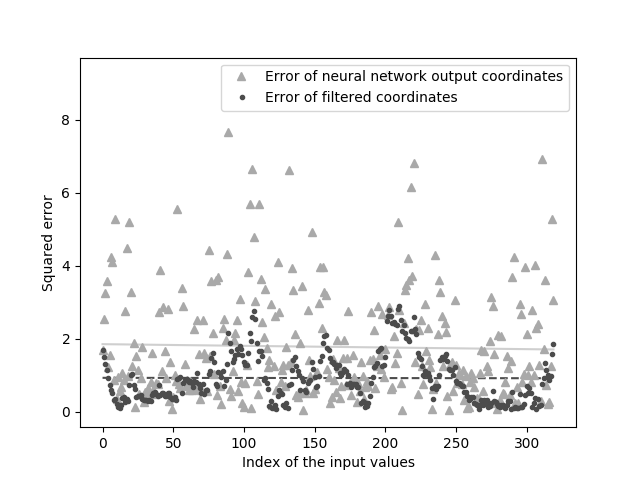 Error of neural network output coordinates
Error of filtered coordinates
Squared error
8
6
4
2
0
0 50 100 150 200 250 300
Index of the input values